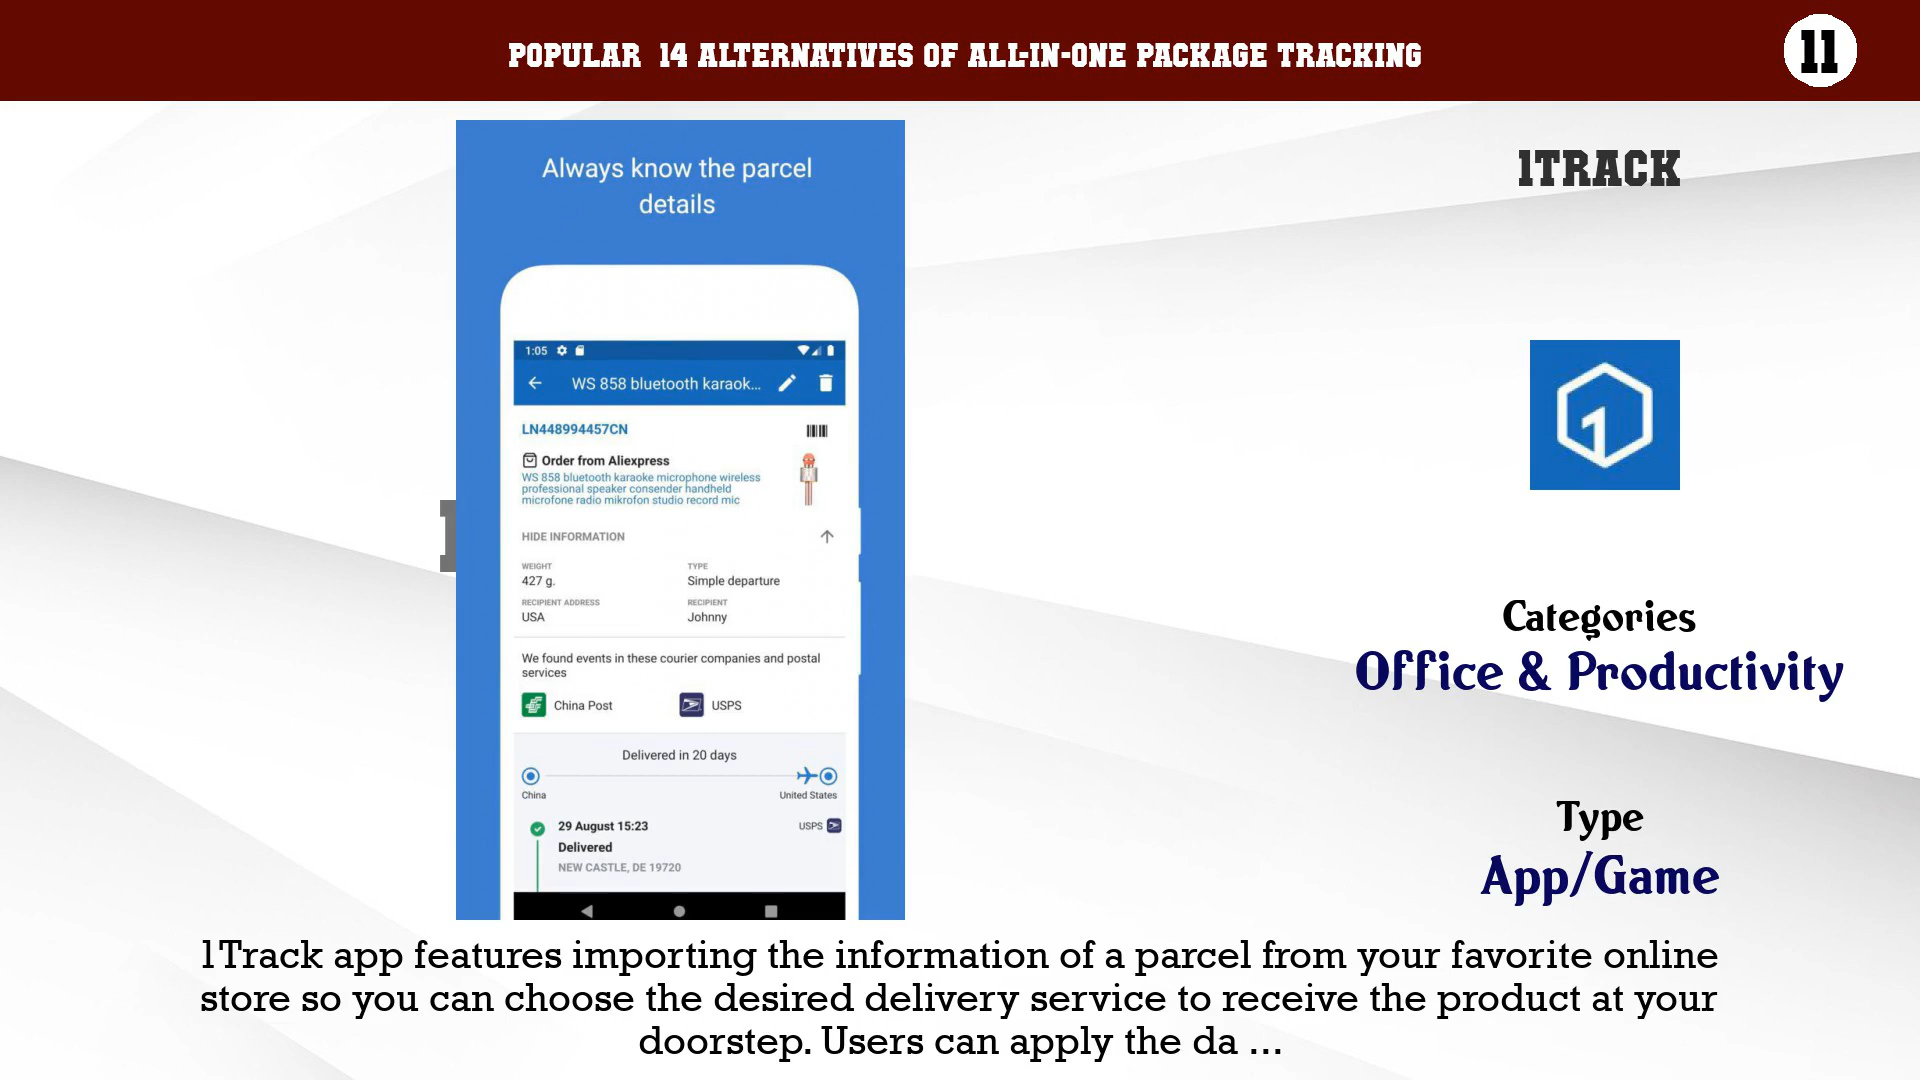 POPULAR 14 ALTERNATIVES OF ALL-IN-ONE PACKAGE TRACKING
11
Always know the parcel
details
1:05
WS 858 bluetooth karaok...
LN448994457CN
Order from Aliexpress
WS 858 bluetooth karaoke microphone wireless
professional speaker consender handheld
microfone radio mikrofon studio record mic
HIDE INFORMATION
WEIGHT TYPE
427 g. Simple departure
RECIPIENT ADDRESS RECIPIENT
USA Johnny
We found events in these courier companies and postal
services
China Post USPS
Delivered in 20 days
China United States
29 August 15:23 USPS
Delivered
NEW CASTLE, DE 19720
1TRACK
1
Categories
Office & Productivity
Type
App/Game
1Track app features importing the information of a parcel from your favorite online
store so you can choose the desired delivery service to receive the product at your
doorstep. Users can apply the da ...